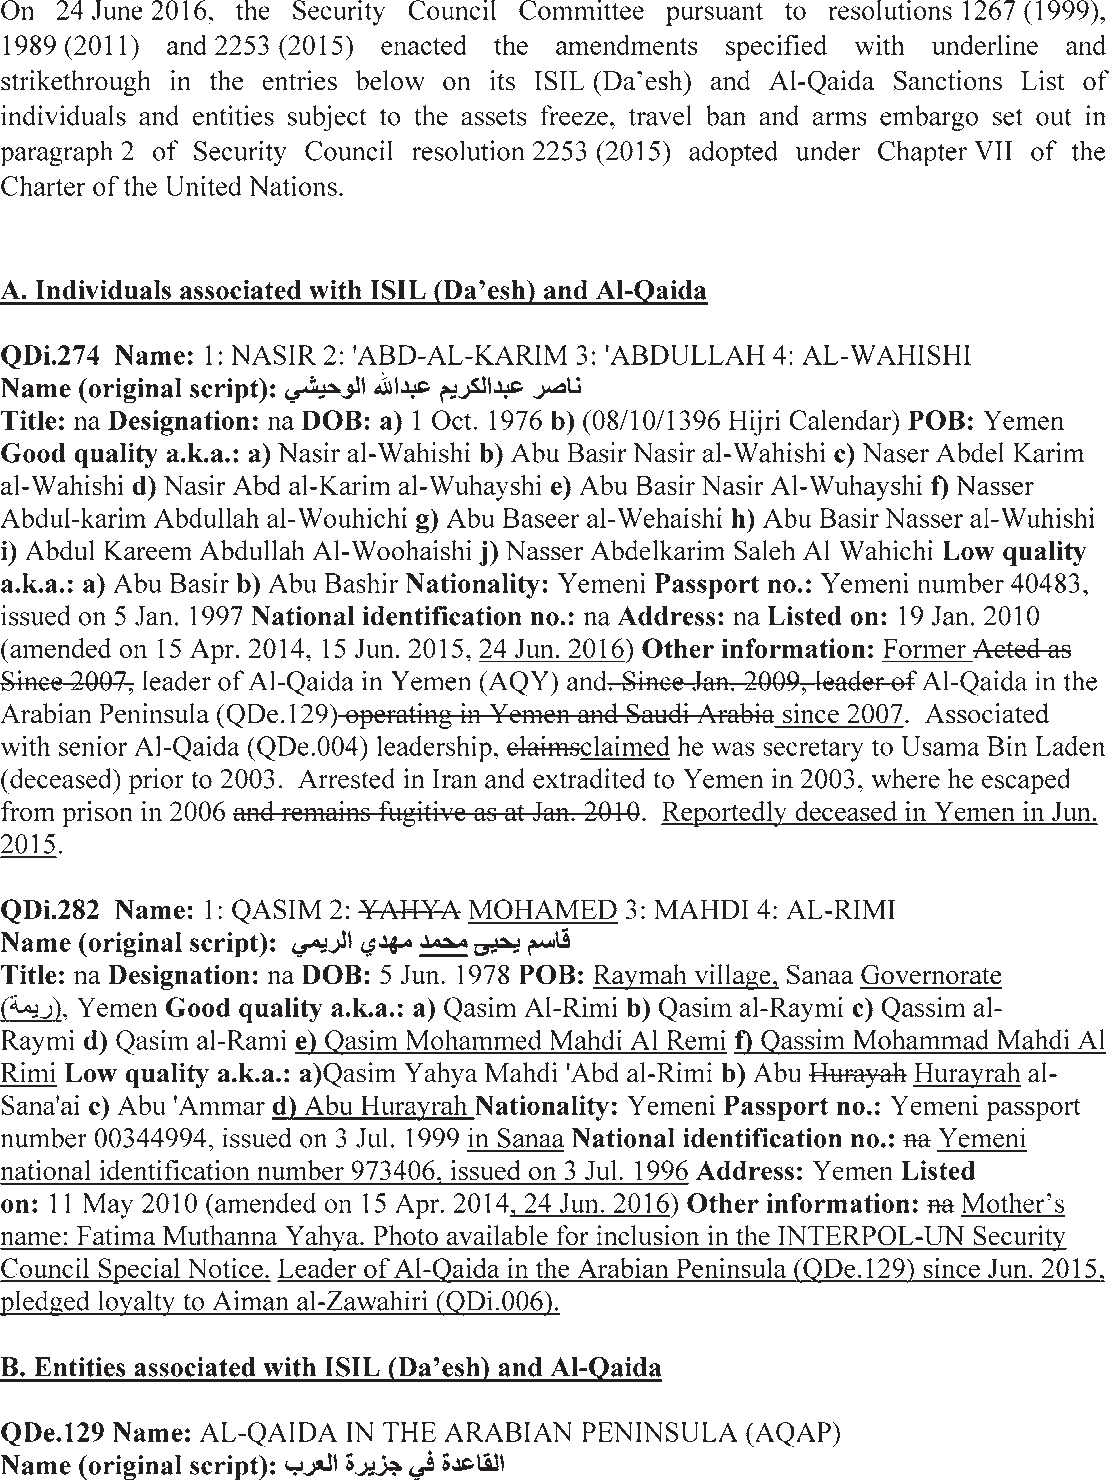 On 24 June 2016, the Security Council Committee pursuant to resolutions 1267 (1999),
1989 (2011) and 2253 (2015) enacted the amendments specified with underline and
strikethrough in the entries below on its ISIL (Da’esh) and Al-Qaida Sanctions List of
individuals and entities subject to the assets freeze, travel ban and arms embargo set out in
paragraph 2 of Security Council resolution 2253 (2015) adopted under Chapter VII of the
Charter of the United Nations.
A. Individuals associated with ISIL (Da’esh) and Al-Qaida
QDi.274 Name: 1: NASIR 2: 'ABD-AL-KARIM 3: 'ABDULLAH 4: AL-WAHISHI
Name (original script): ناصر عبدالكريم عبدالله الوحيشي
Title: na Designation: na DOB: a) 1 Oct. 1976 b) (08/10/1396 Hijri Calendar) POB: Yemen
Good quality a.k.a.: a) Nasir al-Wahishi b) Abu Basir Nasir al-Wahishi c) Naser Abdel Karim
al-Wahishi d) Nasir Abd al-Karim al-Wuhayshi e) Abu Basir Nasir Al-Wuhayshi f) Nasser
Abdul-karim Abdullah al-Wouhichi g) Abu Baseer al-Wehaishi h) Abu Basir Nasser al-Wuhishi
i) Abdul Kareem Abdullah Al-Woohaishi j) Nasser Abdelkarim Saleh Al Wahichi Low quality
a.k.a.: a) Abu Basir b) Abu Bashir Nationality: Yemeni Passport no.: Yemeni number 40483,
issued on 5 Jan. 1997 National identification no.: na Address: na Listed on: 19 Jan. 2010
(amended on 15 Apr. 2014, 15 Jun. 2015, 24 Jun. 2016) Other information: Former Acted as
Since 2007, leader of Al-Qaida in Yemen (AQY) and. Since Jan. 2009, leader of Al-Qaida in the
Arabian Peninsula (QDe.129) operating in Yemen and Saudi Arabia since 2007. Associated
with senior Al-Qaida (QDe.004) leadership, claimsclaimed he was secretary to Usama Bin Laden
(deceased) prior to 2003. Arrested in Iran and extradited to Yemen in 2003, where he escaped
from prison in 2006 and remains fugitive as at Jan. 2010. Reportedly deceased in Yemen in Jun.
2015.
QDi.282 Name: 1: QASIM 2: YAHYA MOHAMED 3: MAHDI 4: AL-RIMI
Name (original script): قاسم يحيى محمد مهدي الريمي
Title: na Designation: na DOB: 5 Jun. 1978 POB: Raymah village, Sanaa Governorate
(ريمة), Yemen Good quality a.k.a.: a) Qasim Al-Rimi b) Qasim al-Raymi c) Qassim al-
Raymi d) Qasim al-Rami e) Qasim Mohammed Mahdi Al Remi f) Qassim Mohammad Mahdi Al
Rimi Low quality a.k.a.: a)Qasim Yahya Mahdi 'Abd al-Rimi b) Abu Hurayah Hurayrah al-
Sana'ai c) Abu 'Ammar d) Abu Hurayrah Nationality: Yemeni Passport no.: Yemeni passport
number 00344994, issued on 3 Jul. 1999 in Sanaa National identification no.: na Yemeni
national identification number 973406, issued on 3 Jul. 1996 Address: Yemen Listed
on: 11 May 2010 (amended on 15 Apr. 2014, 24 Jun. 2016) Other information: na Mother’s
name: Fatima Muthanna Yahya. Photo available for inclusion in the INTERPOL-UN Security
Council Special Notice. Leader of Al-Qaida in the Arabian Peninsula (QDe.129) since Jun. 2015,
pledged loyalty to Aiman al-Zawahiri (QDi.006).
B. Entities associated with ISIL (Da’esh) and Al-Qaida
QDe.129 Name: AL-QAIDA IN THE ARABIAN PENINSULA (AQAP)
Name (original script): القاعدة في جزيرة العرب